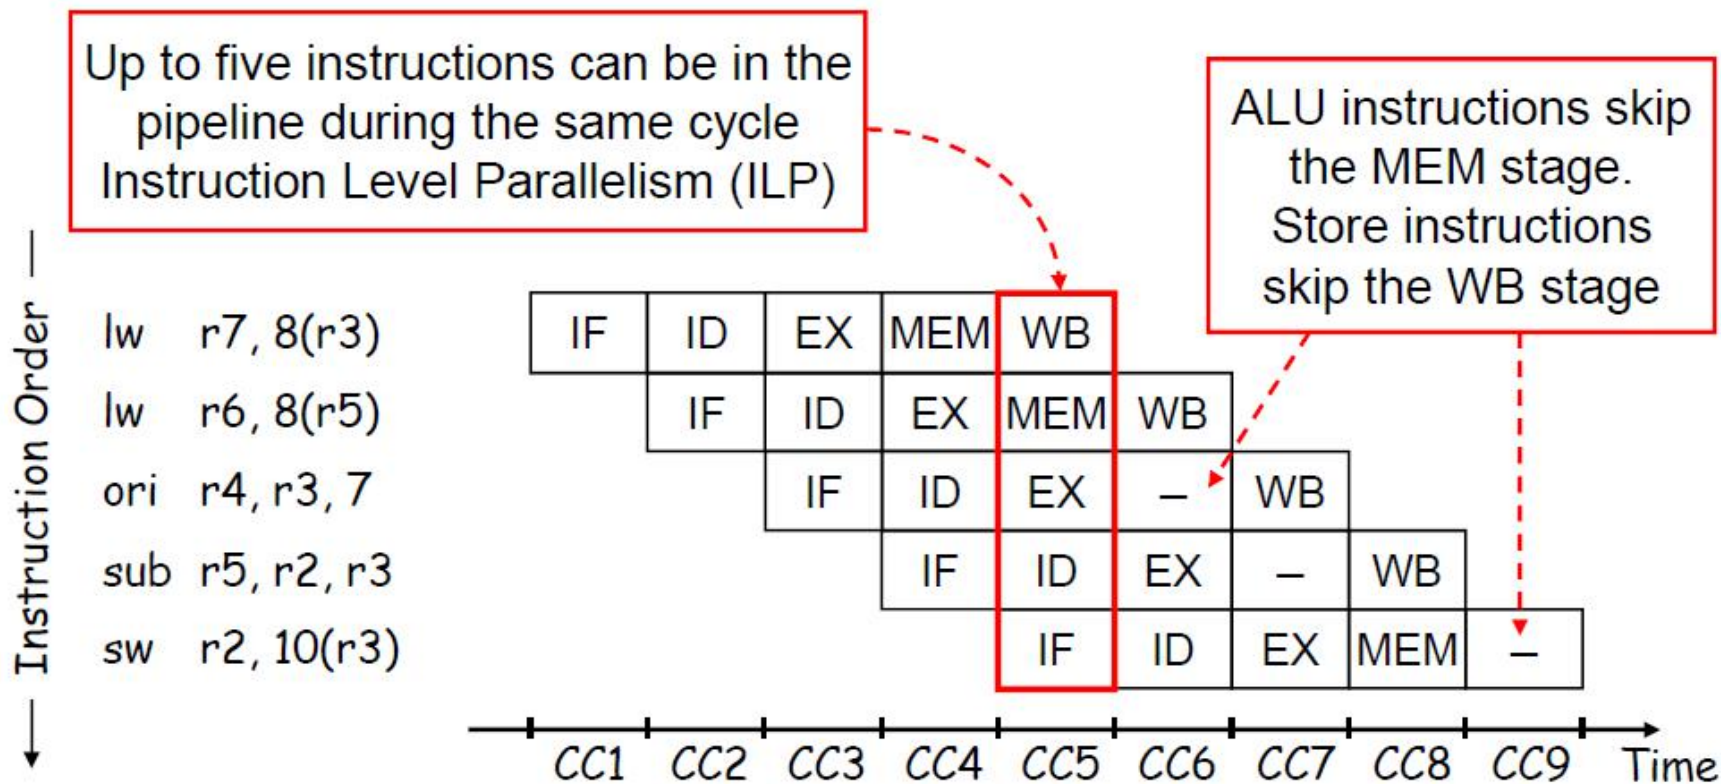 Up to five instructions can be in the
pipeline during the same cycle
Instruction Level Parallelism (ILP)
ALU instructions skip
the MEM stage.
Store instructions
skip the WB stage
Instruction Order
lw r7, 8(r3) IF ID EX MEM WB
lw r6, 8(r5) IF ID EX MEM WB
ori r4, r3, 7 IF ID EX – WB
sub r5, r2, r3 IF ID EX – WB
sw r2, 10(r3) IF ID EX MEM –
CC1 CC2 CC3 CC4 CC5 CC6 CC7 CC8 CC9 Time